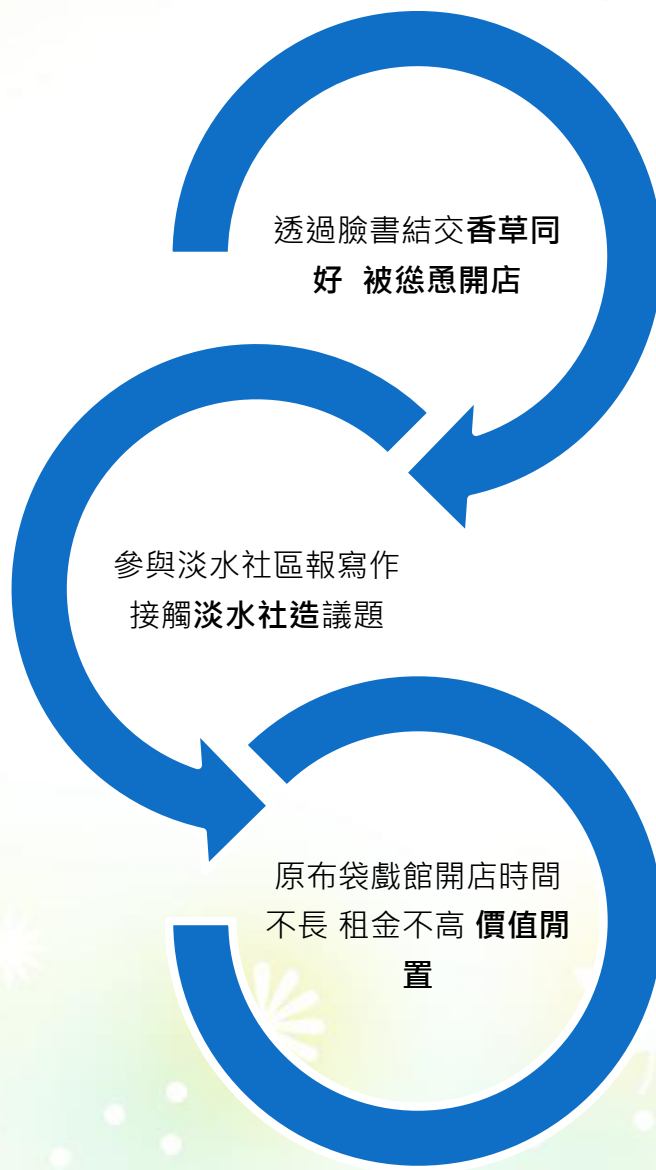 透過臉書結交香草同
好 被慫恿開店
參與淡水社區報寫作
接觸淡水社造議題
原布袋戲館開店時間
不長 租金不高 價值閒
置